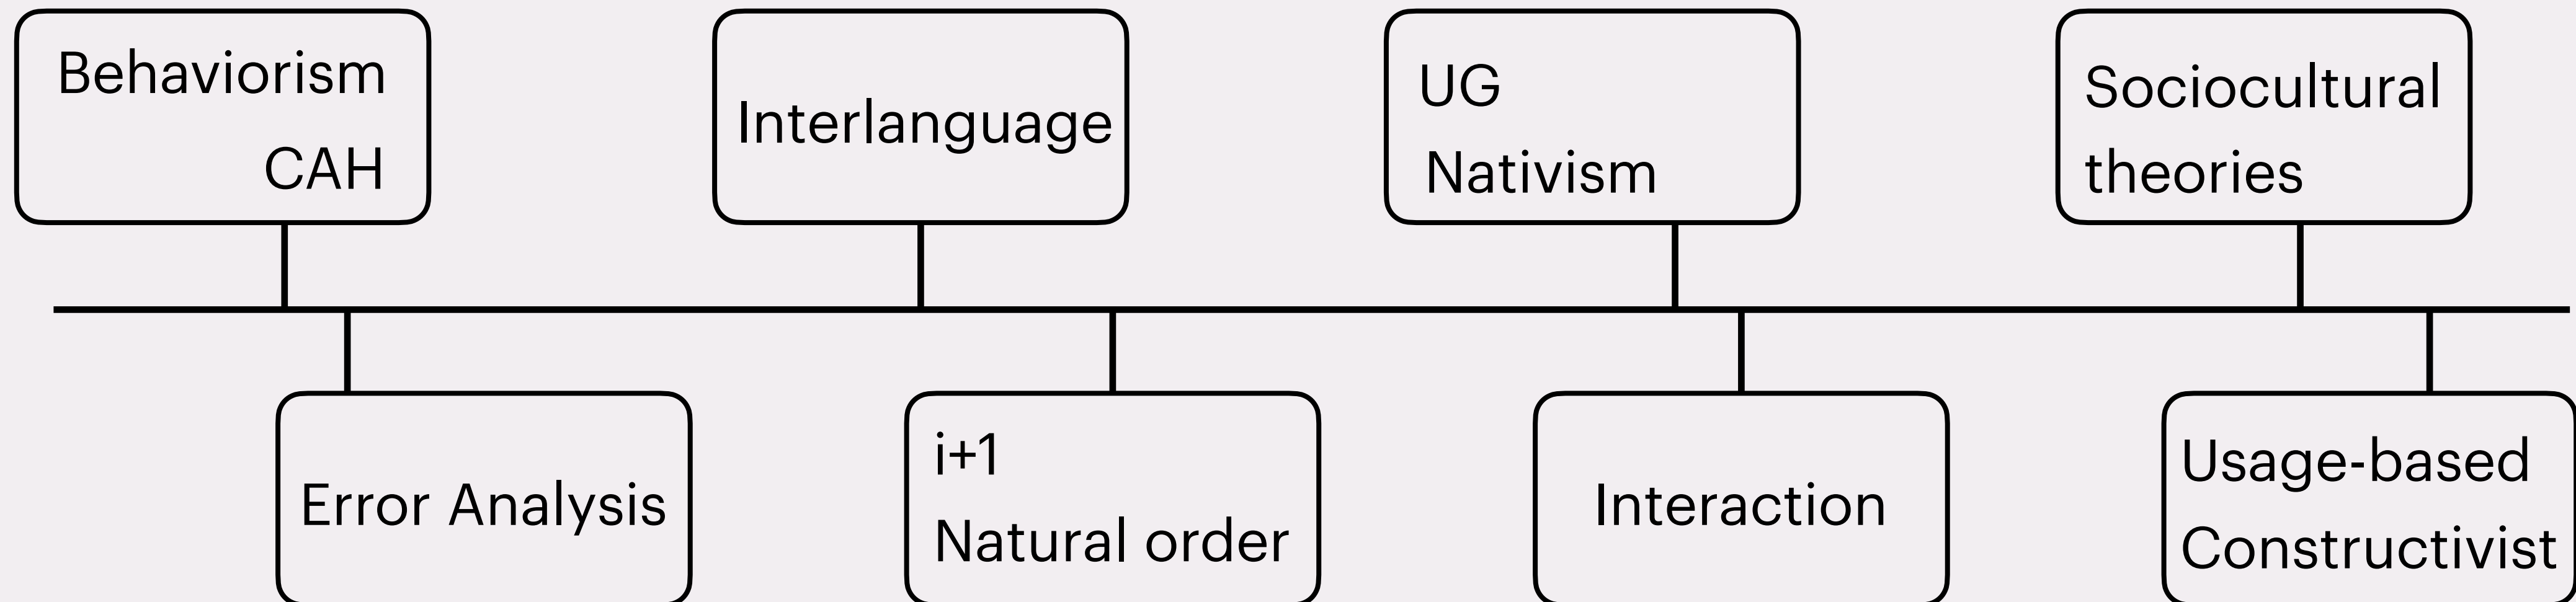 Behaviorism
CAH
Interlanguage
UG
Nativism
Sociocultural
theories
Error Analysis
i+1
Natural order
Interaction
Usage-based
Constructivist